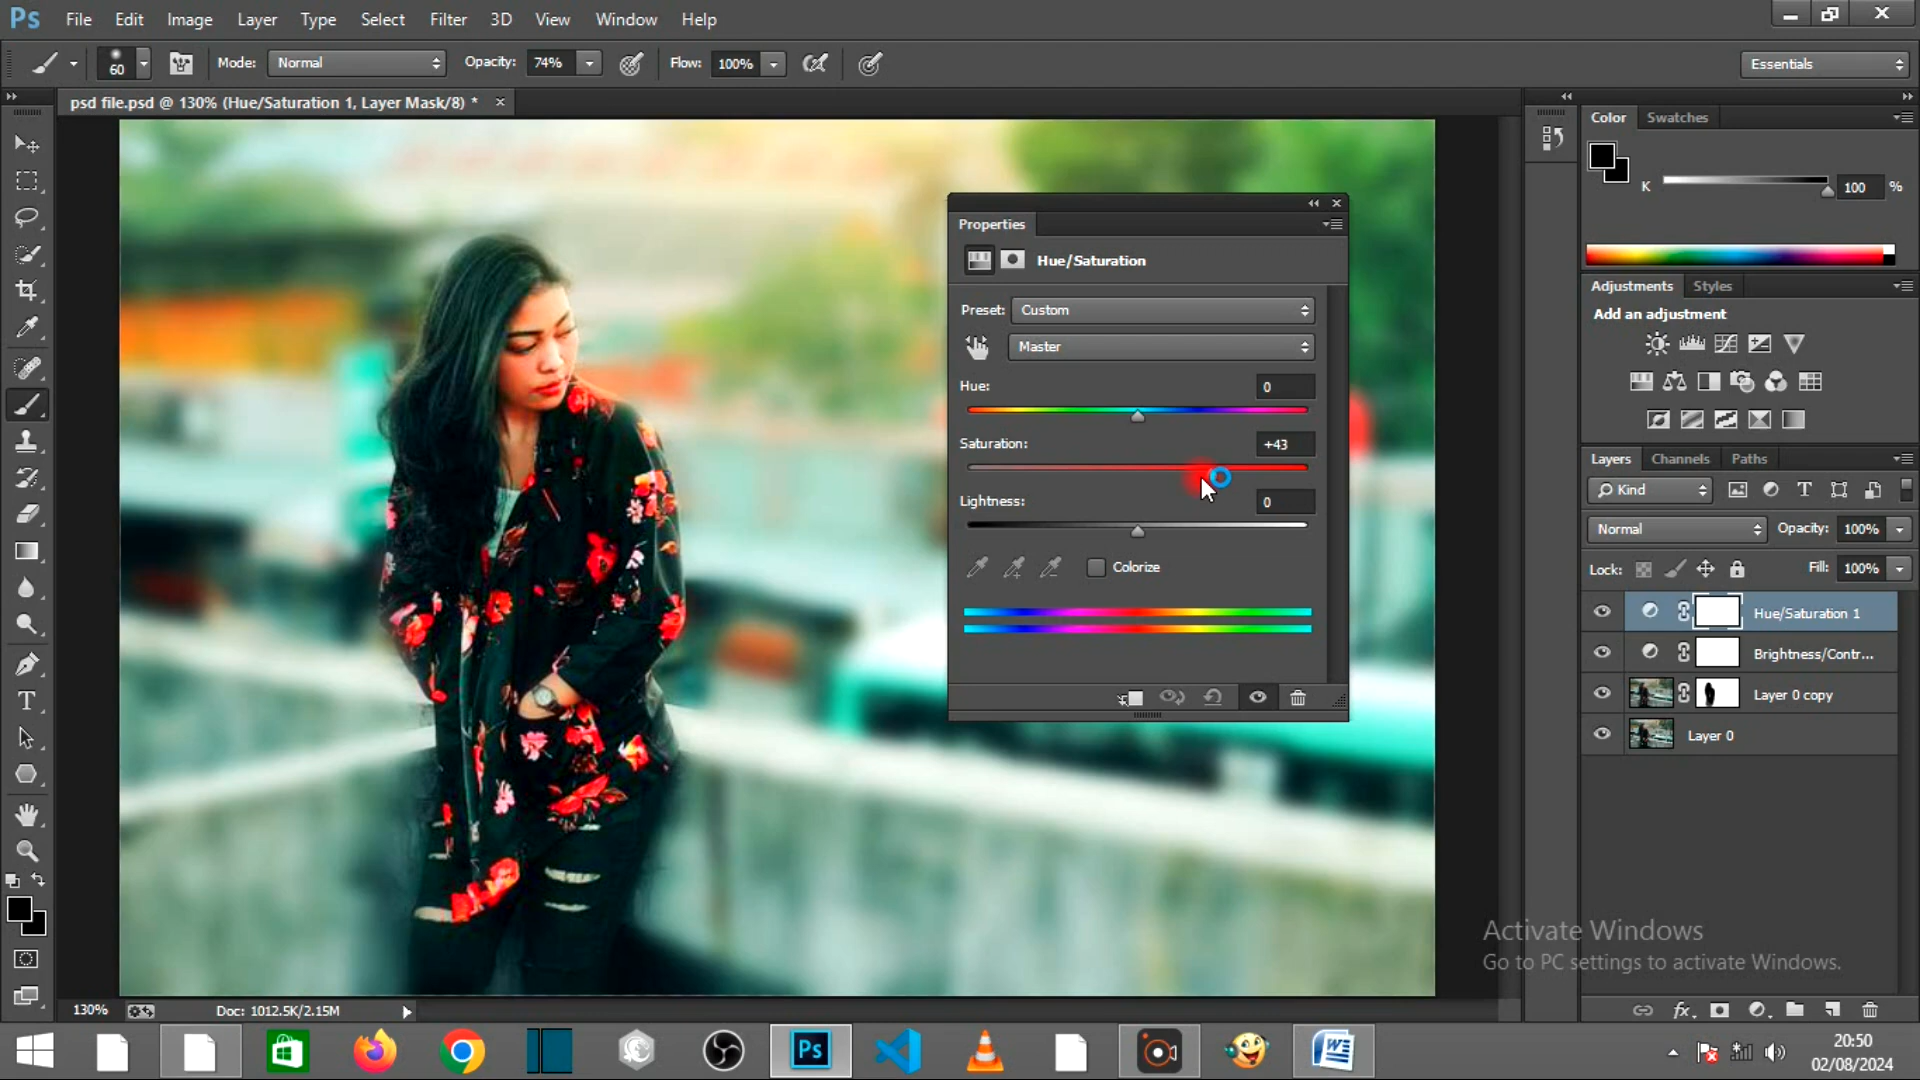 Ps File Edit Image Layer Type Select Filter 3D View Window Help
60 Mode: Normal Opacity: 74% Flow: 100% Essentials
psd file.psd @ 130% (Hue/Saturation 1, Layer Mask/8) *
Color Swatches
K 100 %
Adjustments Styles
Add an adjustment
Properties
Hue/Saturation
Preset: Custom
Master
Hue: 0
Saturation: +43
Lightness: 0
Colorize
Layers Channels Paths
Kind
Normal Opacity: 100%
Lock: Fill: 100%
Hue/Saturation 1
Brightness/Contr...
Layer 0 copy
Layer 0
Activate Windows
Go to PC settings to activate Windows.
130% Doc: 1012.5K/2.15M
fx
Ps
W
20:50
02/08/2024